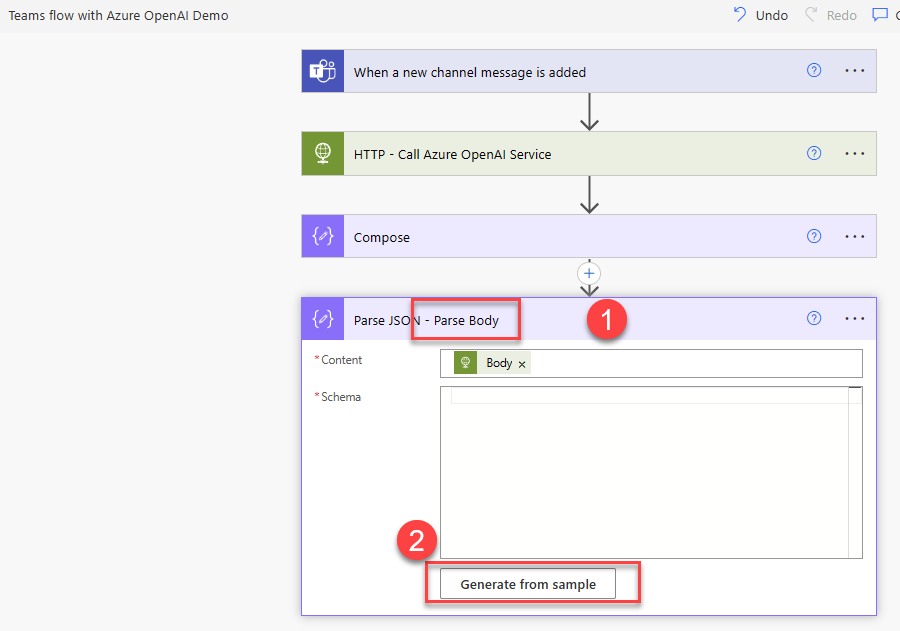 Teams flow with Azure OpenAI Demo
Undo
Redo
When a new channel message is added
HTTP - Call Azure OpenAI Service
Compose
Parse JSON - Parse Body
1
*Content
Body
*Schema
2
Generate from sample